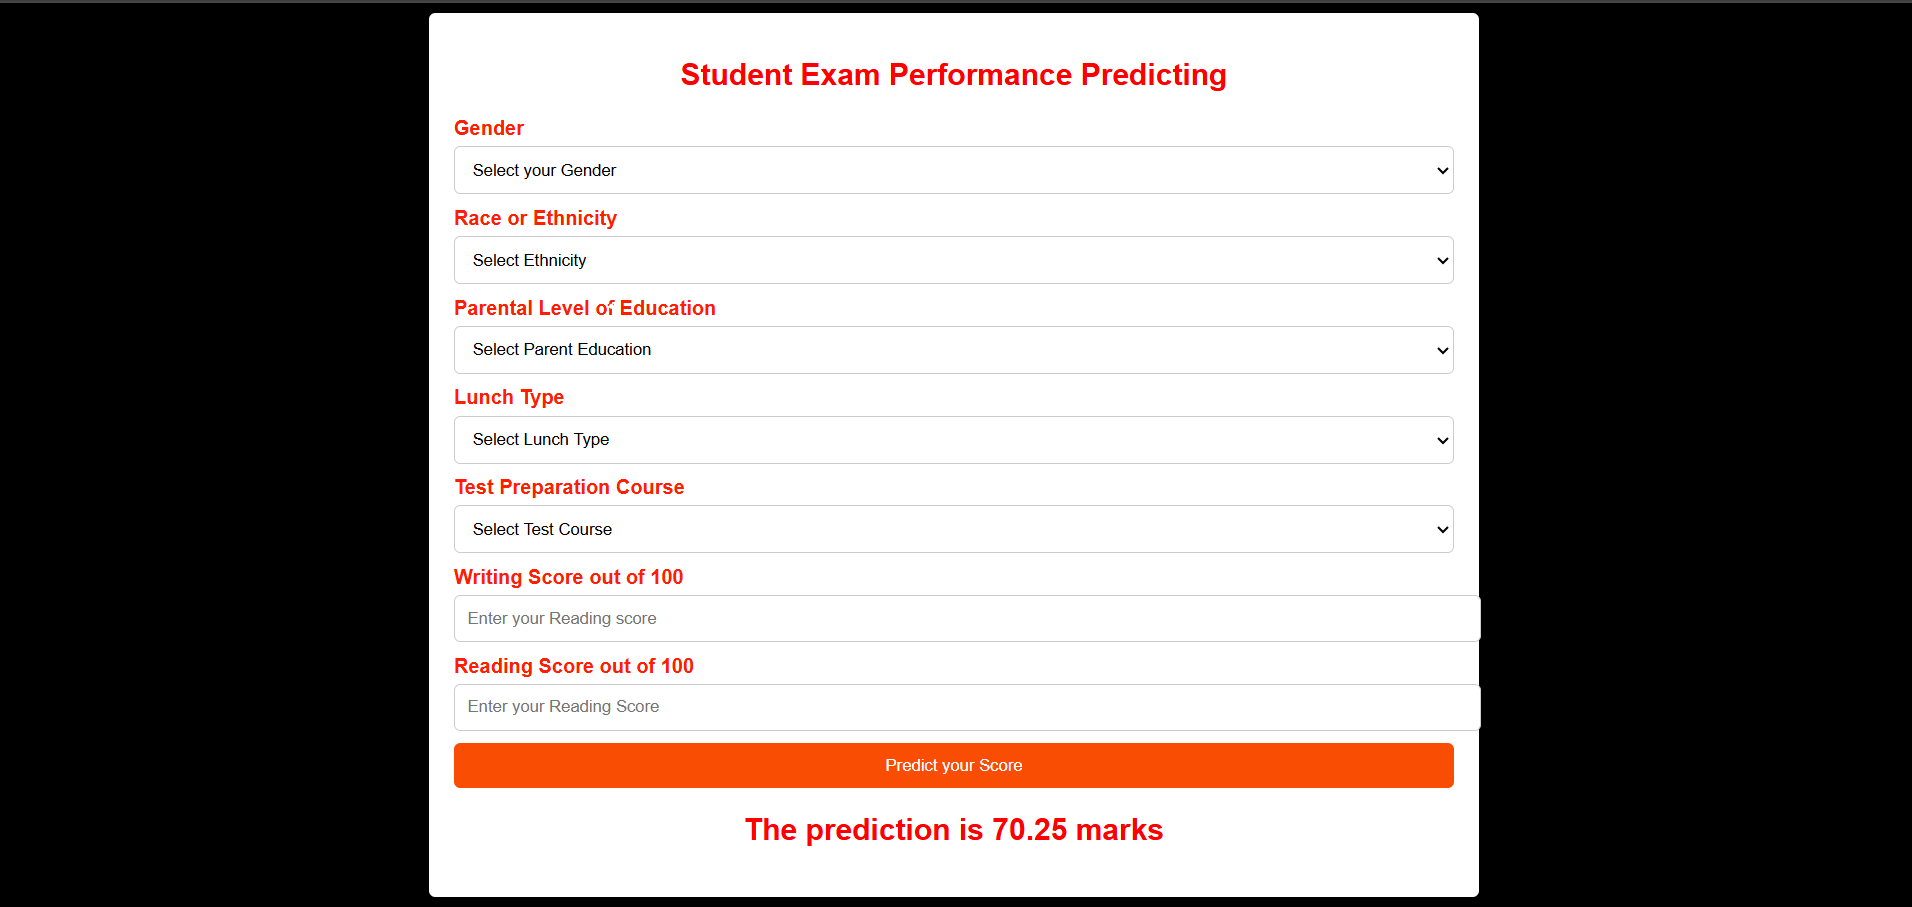 Student Exam Performance Predicting
Gender
Select your Gender
Race or Ethnicity
Select Ethnicity
Parental Level of Education
Select Parent Education
Lunch Type
Select Lunch Type
Test Preparation Course
Select Test Course
Writing Score out of 100
Enter your Reading score
Reading Score out of 100
Enter your Reading Score
Predict your Score
The prediction is 70.25 marks